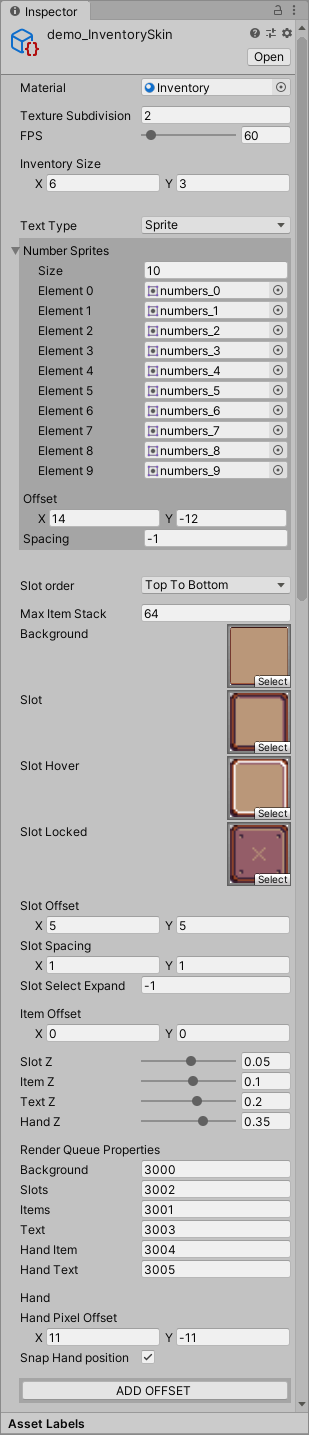 Inspector
demo_InventorySkin
Open
Material Inventory
Texture Subdivision 2
FPS 60
Inventory Size
X 6 Y 3
Text Type Sprite
Number Sprites
Size 10
Element 0 numbers_0
Element 1 numbers_1
Element 2 numbers_2
Element 3 numbers_3
Element 4 numbers_4
Element 5 numbers_5
Element 6 numbers_6
Element 7 numbers_7
Element 8 numbers_8
Element 9 numbers_9
Offset
X 14 Y -12
Spacing -1
Slot order Top To Bottom
Max Item Stack 64
Background
Select
Slot
Select
Slot Hover
Select
Slot Locked
Select
Slot Offset
X 5 Y 5
Slot Spacing
X 1 Y 1
Slot Select Expand -1
Item Offset
X 0 Y 0
Slot Z 0.05
Item Z 0.1
Text Z 0.2
Hand Z 0.35
Render Queue Properties
Background 3000
Slots 3002
Items 3001
Text 3003
Hand Item 3004
Hand Text 3005
Hand
Hand Pixel Offset
X 11 Y -11
Snap Hand position
ADD OFFSET
Asset Labels